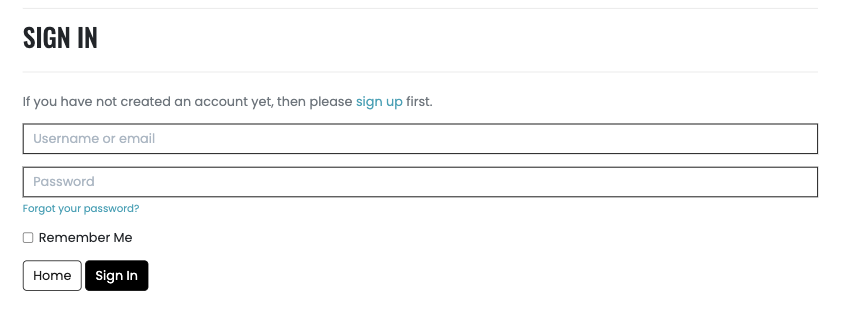 SIGN IN
If you have not created an account yet, then please sign up first.
Username or email
Password
Forgot your password?
Remember Me
Home Sign In